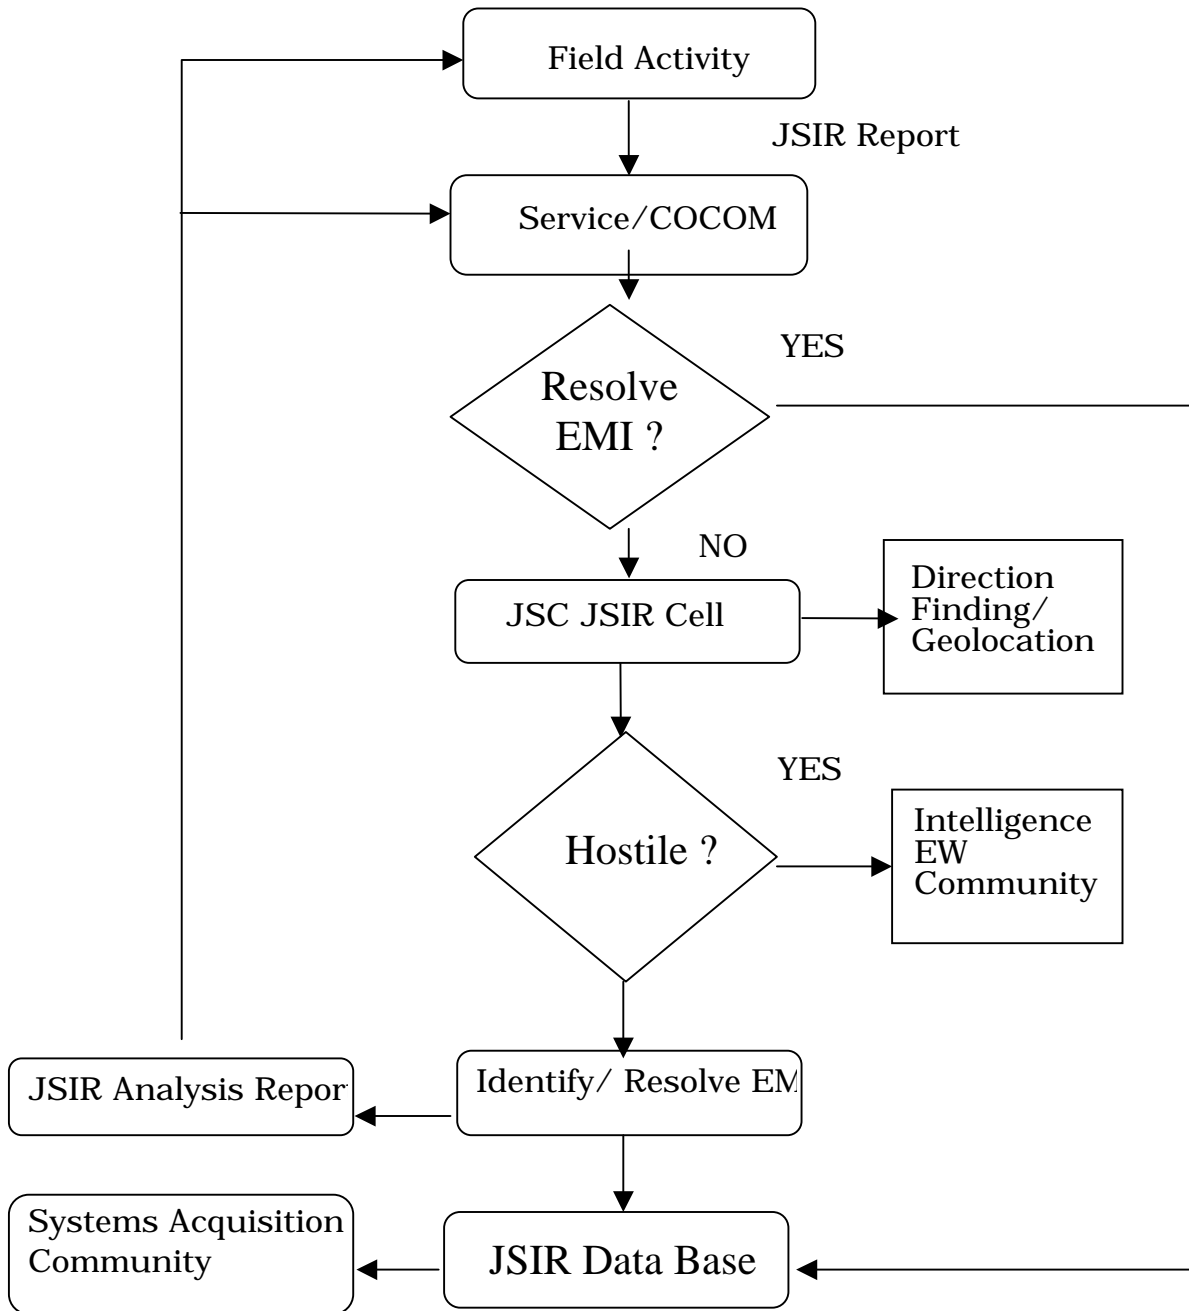 Field Activity
JSIR Report
Service/COCOM
YES
Resolve
EMI ?
NO
Direction
Finding/
Geolocation
JSC JSIR Cell
YES
Hostile ?
Intelligence
EW
Community
JSIR Analysis Repor
Identify/ Resolve EM
Systems Acquisition
Community
JSIR Data Base